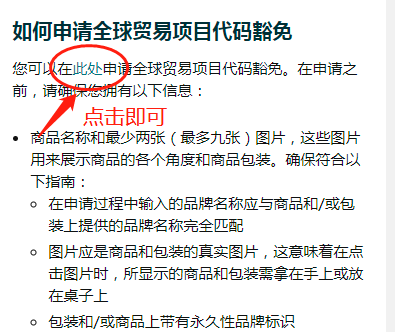 如何申请全球贸易项目代码豁免
您可以在此处申请全球贸易项目代码豁免。在申请之
前，请确保您拥有以下信息：
点击即可
商品名称和最少两张（最多九张）图片，这些图片
用来展示商品的各个角度和商品包装。确保符合以
下指南：
在申请过程中输入的品牌名称应与商品和/或包
装上提供的品牌名称完全匹配
图片应是商品和包装的真实图片，这意味着在点
击图片时，所显示的商品和包装需拿在手上或放
在桌子上
包装和/或商品上带有永久性品牌标识